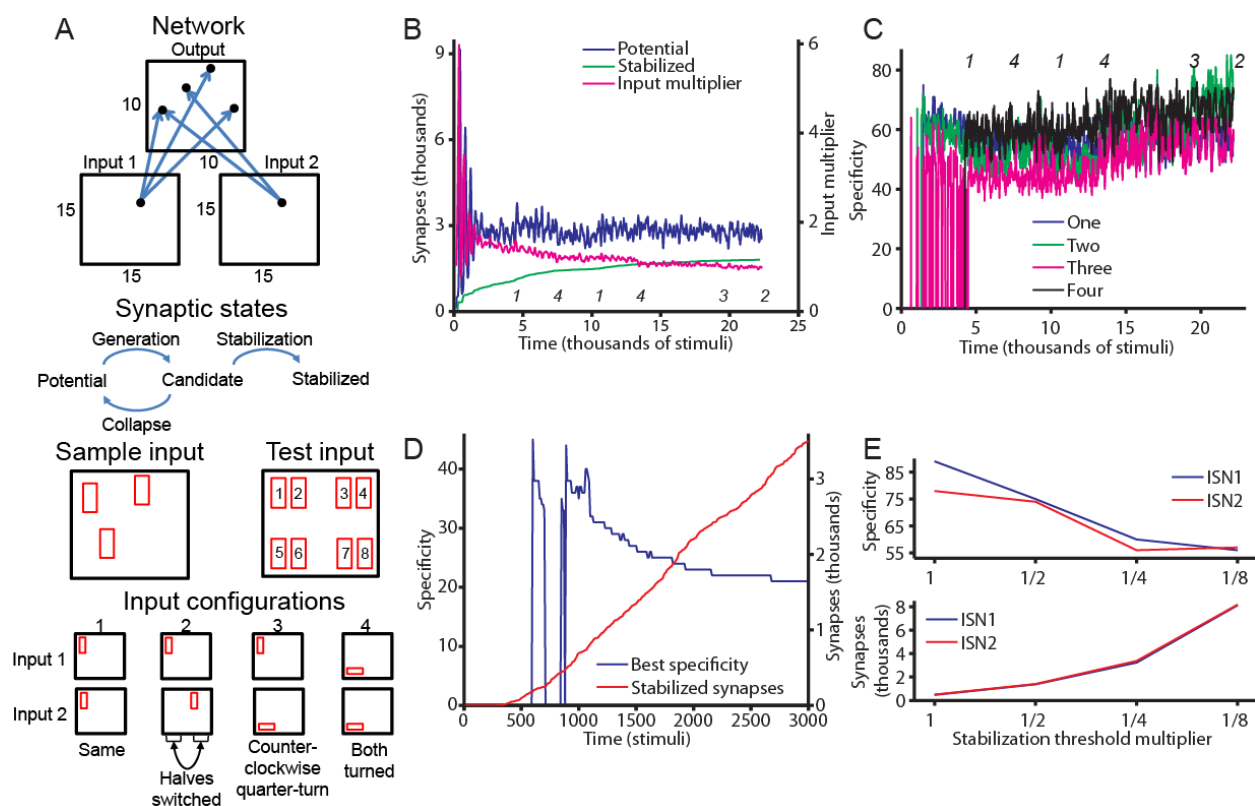 A
Network
Output
10
Input 1
10
Input 2
15
15
15
15
Synaptic states
Generation
Stabilization
Potential
Candidate
Stabilized
Collapse
Sample input
Test input
1 2 3 4
5 6 7 8
Input configurations
1 2 3 4
Input 1
Input 2
Same
Halves switched
Counter-clockwise quarter-turn
Both turned
B
Potential
Stabilized
Input multiplier
Synapses (thousands)
9
6
3
0
Input multiplier
6
4
2
0
1 4 1 4 3 2
0 5 10 15 20 25
Time (thousands of stimuli)
C
1 4 1 4 3 2
Specificity
80
60
40
20
0
One
Two
Three
Four
0 5 10 15 20
Time (thousands of stimuli)
D
Specificity
40
30
20
10
0
Synapses (thousands)
3
2
1
0
Best specificity
Stabilized synapses
0 500 1000 1500 2000 2500 3000
Time (stimuli)
E
Specificity
85
75
65
55
ISN1
ISN2
1 1/2 1/4 1/8
Synapses (thousands)
8
6
4
2
0
ISN1
ISN2
1 1/2 1/4 1/8
Stabilization threshold multiplier